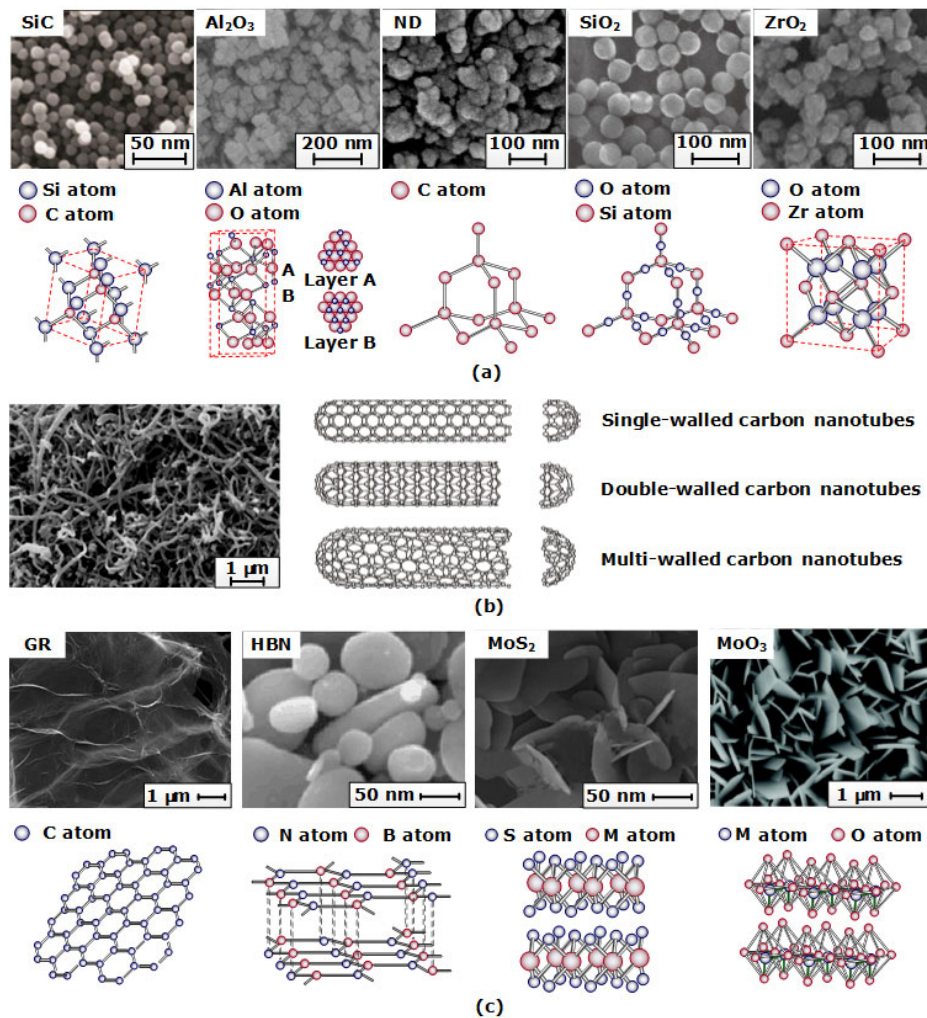 SiC
Al₂O₃
ND
SiO₂
ZrO₂
50 nm
200 nm
100 nm
100 nm
100 nm
Si atom
C atom
Al atom
O atom
C atom
O atom
Si atom
O atom
Zr atom
A
B
Layer A
Layer B
(a)
1 μm
Single-walled carbon nanotubes
Double-walled carbon nanotubes
Multi-walled carbon nanotubes
(b)
GR
HBN
MoS₂
MoO₃
1 μm
50 nm
50 nm
1 μm
C atom
N atom B atom
S atom M atom
M atom O atom
(c)